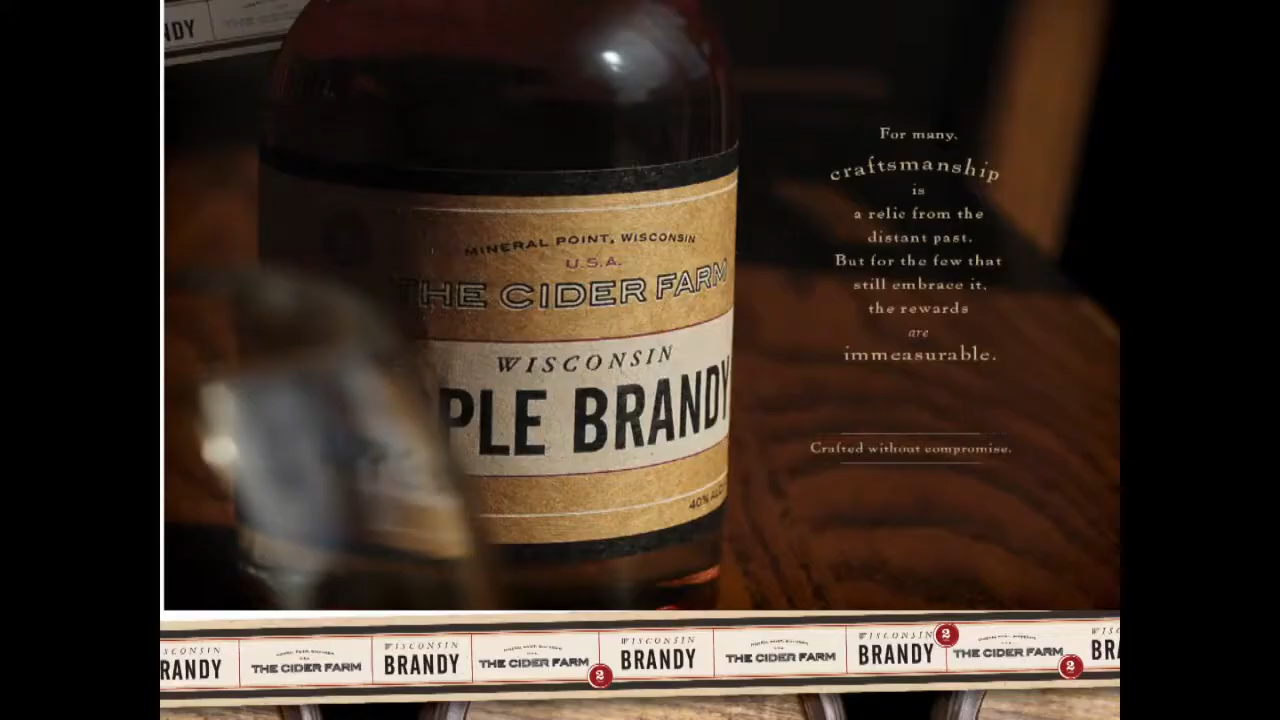 NDY
MINERAL POINT, WISCONSIN
U.S.A.
THE CIDER FARM
WISCONSIN
PLE BRANDY
40%
For many,
craftsmanship
is
a relic from the
distant past.
But for the few that
still embrace it,
the rewards
are
immeasurable.
Crafted without compromise.
WISCONSIN
BRANDY
THE CIDER FARM
WISCONSIN
BRANDY
THE CIDER FARM
2
WISCONSIN
BRANDY
THE CIDER FARM
WISCONSIN
BRANDY
2
THE CIDER FARM
2